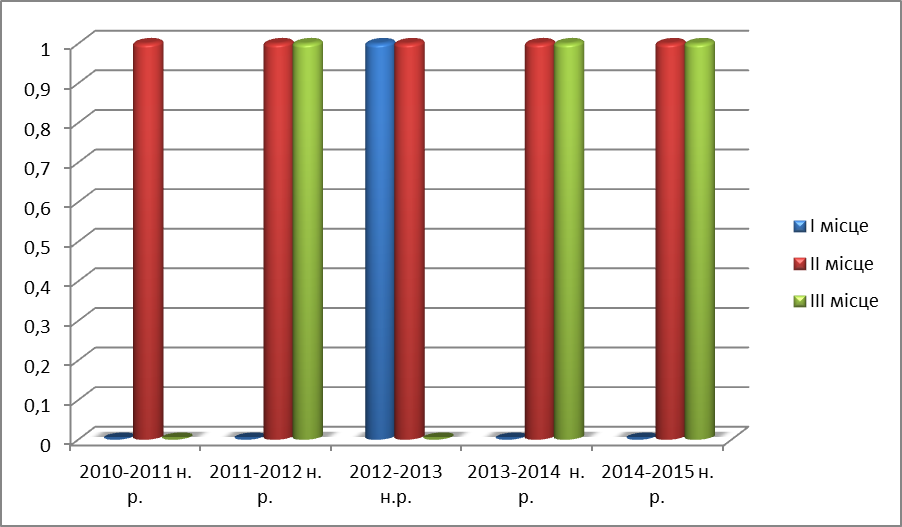 1
0,9
0,8
0,7
0,6
0,5
0,4
0,3
0,2
0,1
0
2010-2011 н.
р.
2011-2012 н.
р.
2012-2013
н.р.
2013-2014 н.
р.
2014-2015 н.
р.
І місце
ІІ місце
ІІІ місце